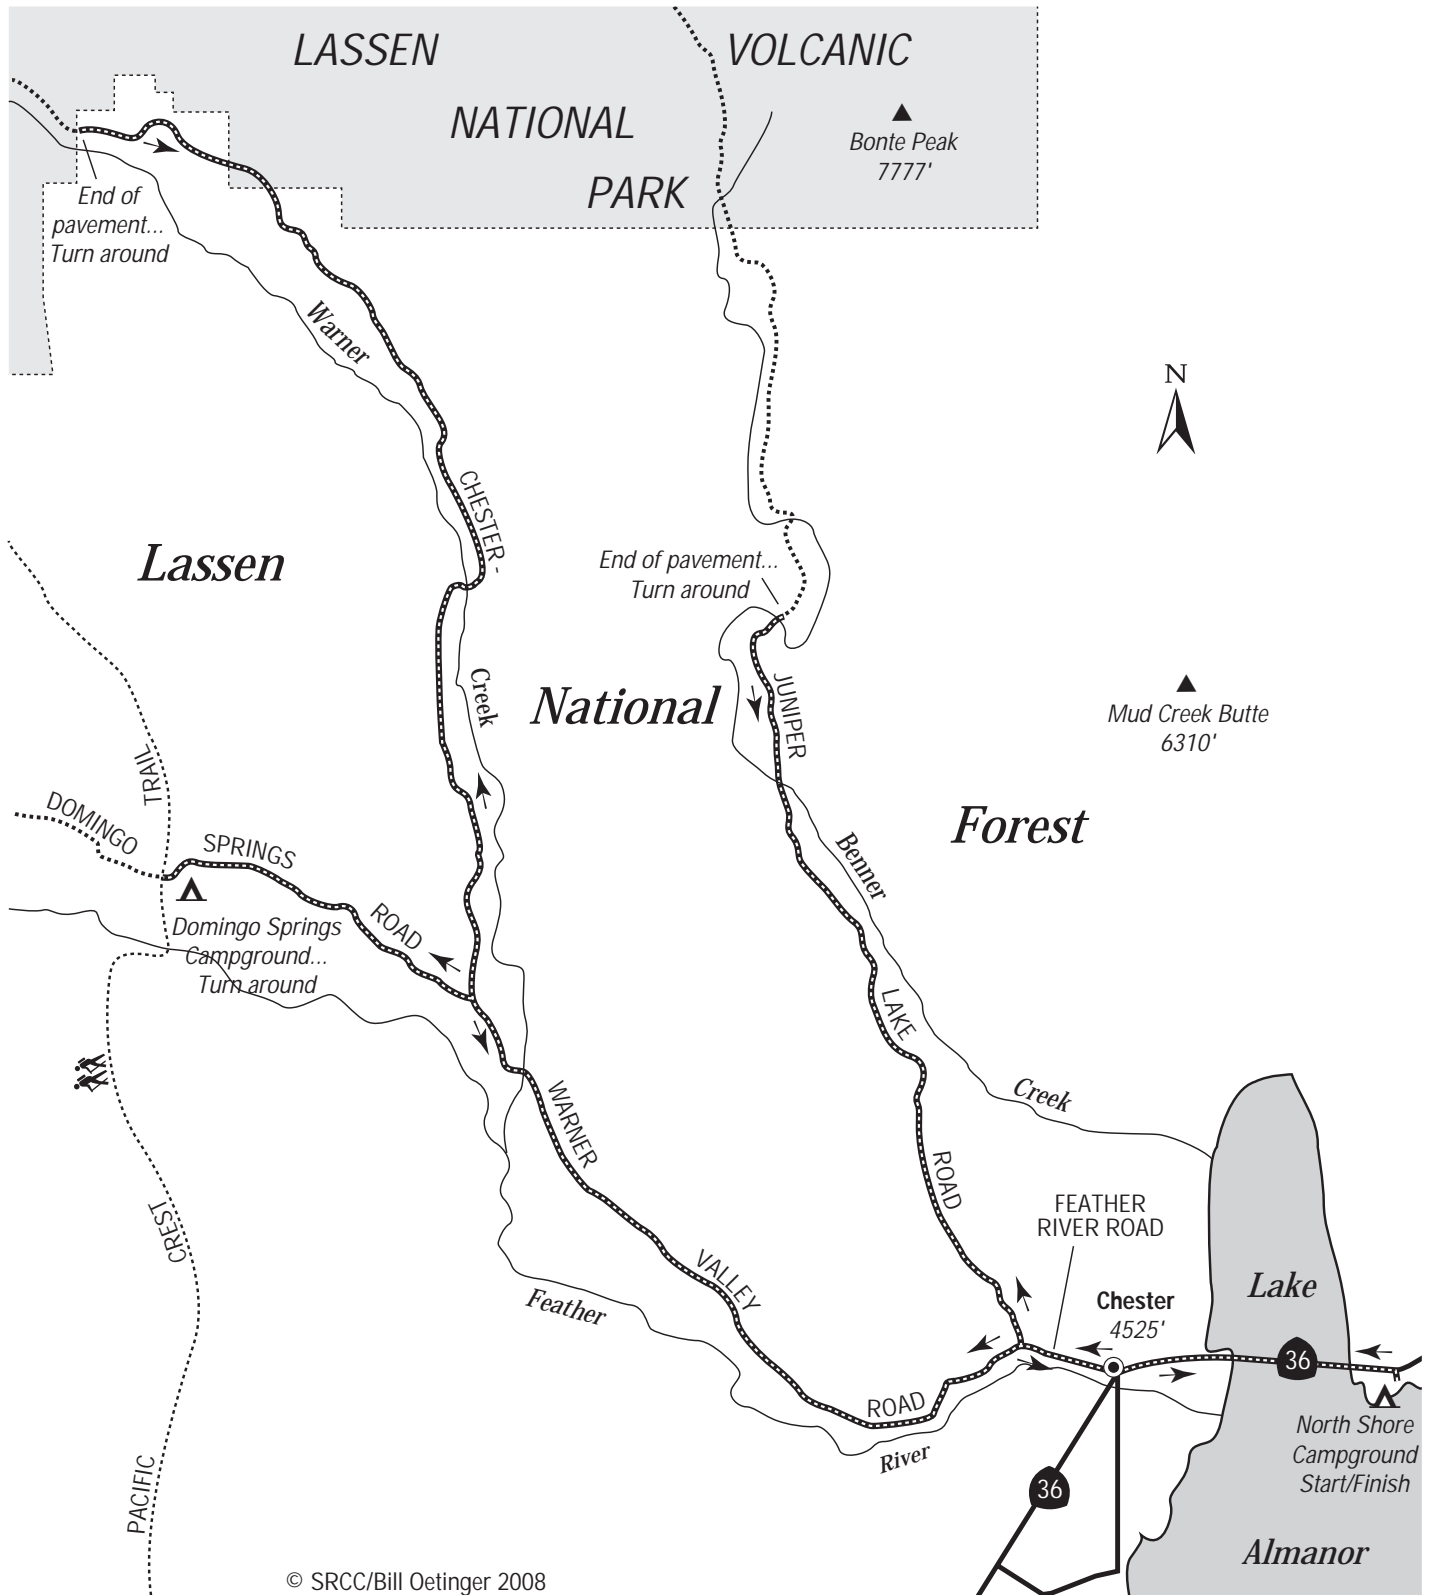 LASSEN VOLCANIC
NATIONAL
PARK
Bonte Peak
7777'
End of
pavement...
Turn around
Warner
N
CHESTER -
Lassen
End of pavement...
Turn around
Creek
National
JUNIPER
Mud Creek Butte
6310'
TRAIL
DOMINGO
SPRINGS
ROAD
Forest
Benner
Domingo Springs
Campground...
Turn around
LAKE
WARNER
Creek
ROAD
FEATHER
RIVER ROAD
CREST
VALLEY
Feather
Chester
4525'
Lake
36
ROAD
River
North Shore
Campground
Start/Finish
36
PACIFIC
Almanor
© SRCC/Bill Oetinger 2008